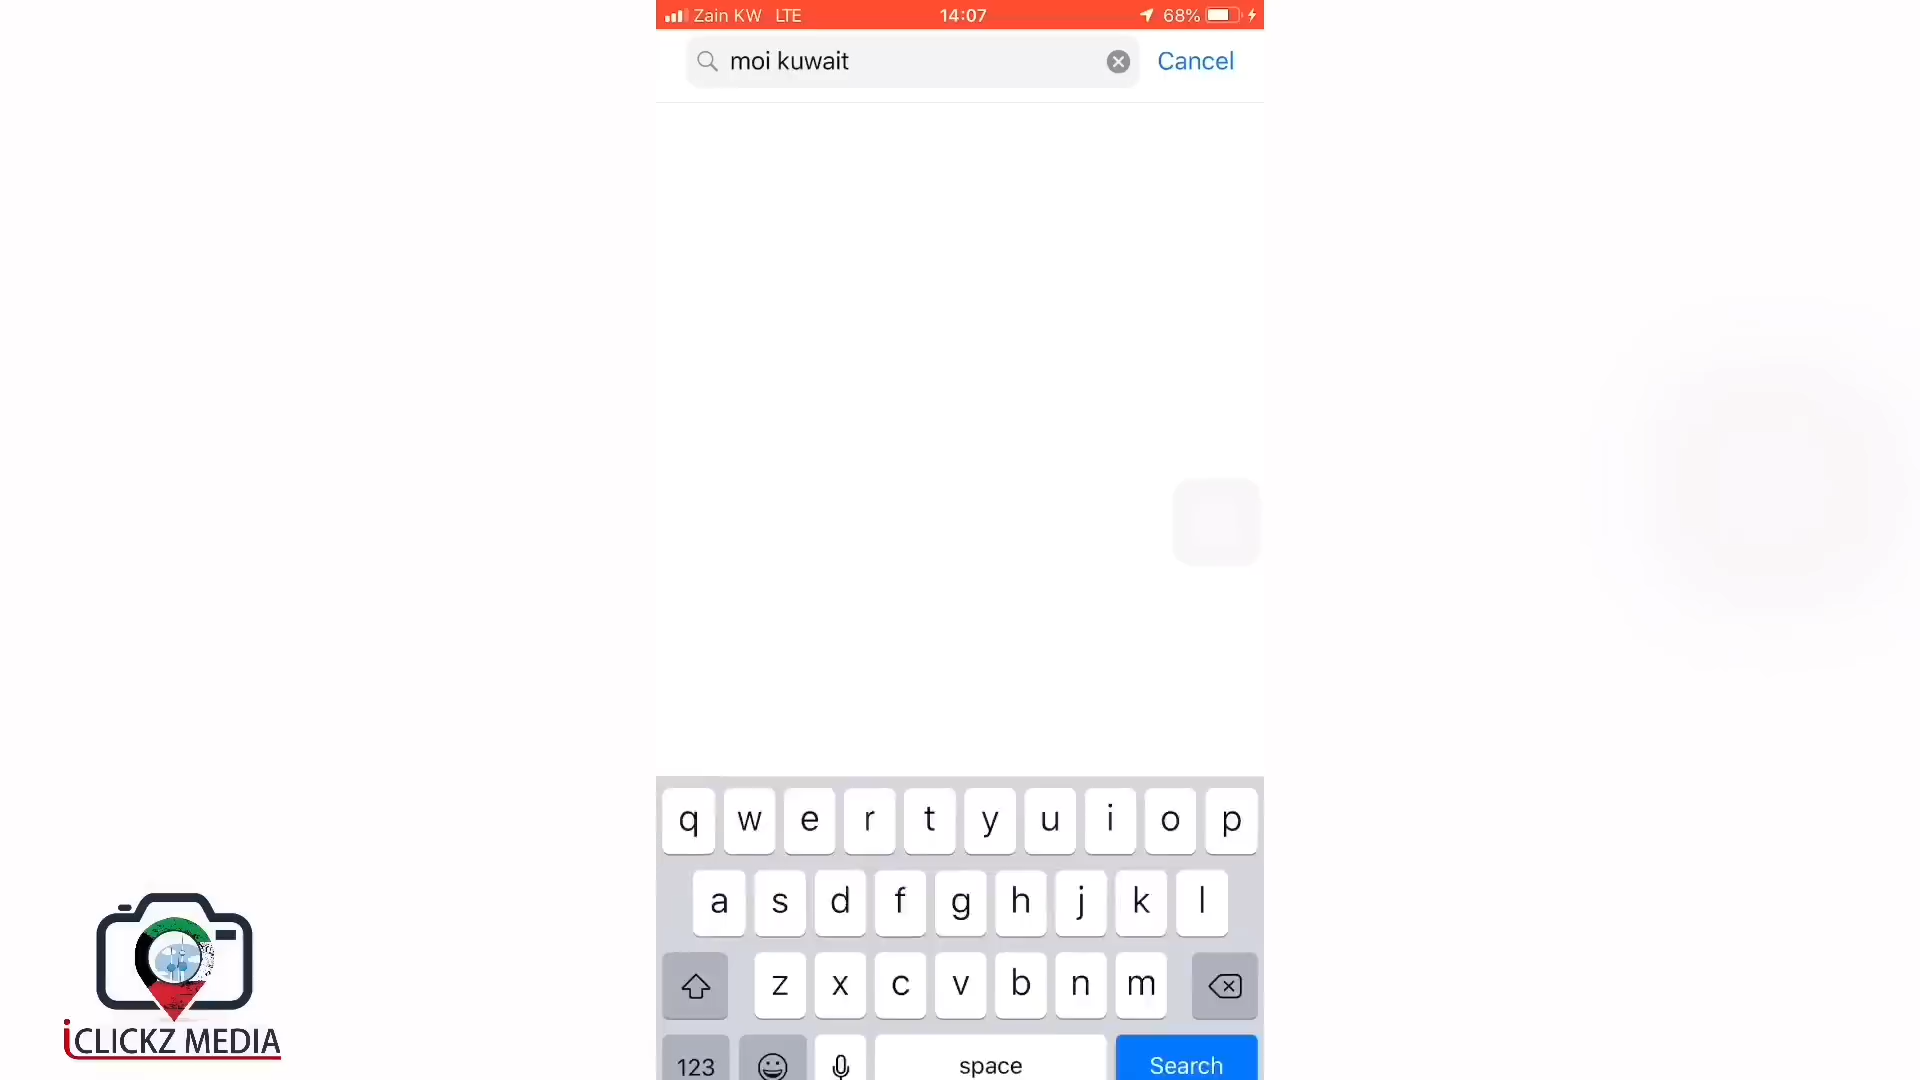 Zain KW LTE 14:07 68%
moi kuwait Cancel
q w e r t y u i o p
a s d f g h j k l
z x c v b n m
123 space Search
iCLICKZ MEDIA